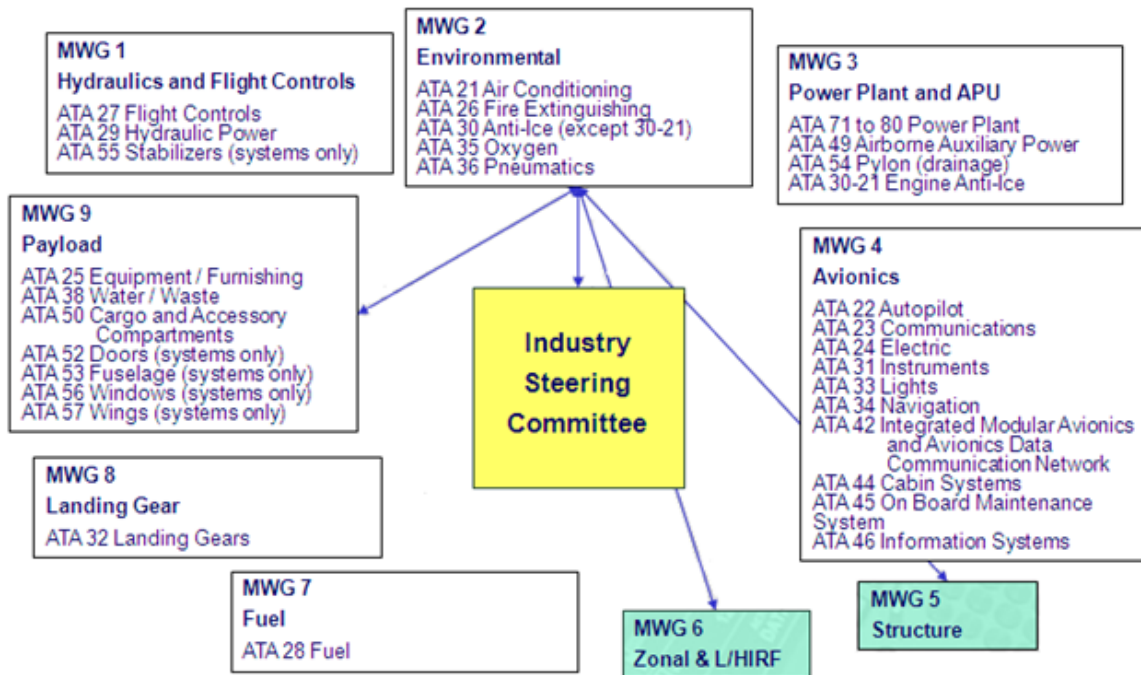 MWG 1
Hydraulics and Flight Controls
ATA 27 Flight Controls
ATA 29 Hydraulic Power
ATA 55 Stabilizers (systems only)
MWG 2
Environmental
ATA 21 Air Conditioning
ATA 26 Fire Extinguishing
ATA 30 Anti-Ice (except 30-21)
ATA 35 Oxygen
ATA 36 Pneumatics
MWG 3
Power Plant and APU
ATA 71 to 80 Power Plant
ATA 49 Airborne Auxiliary Power
ATA 54 Pylon (drainage)
ATA 30-21 Engine Anti-Ice
MWG 9
Payload
ATA 25 Equipment / Furnishing
ATA 38 Water / Waste
ATA 50 Cargo and Accessory
Compartments
ATA 52 Doors (systems only)
ATA 53 Fuselage (systems only)
ATA 56 Windows (systems only)
ATA 57 Wings (systems only)
Industry
Steering
Committee
MWG 4
Avionics
ATA 22 Autopilot
ATA 23 Communications
ATA 24 Electric
ATA 31 Instruments
ATA 33 Lights
ATA 34 Navigation
ATA 42 Integrated Modular Avionics
and Avionics Data
Communication Network
ATA 44 Cabin Systems
ATA 45 On Board Maintenance
System
ATA 46 Information Systems
MWG 8
Landing Gear
ATA 32 Landing Gears
MWG 7
Fuel
ATA 28 Fuel
MWG 6
Zonal & L/HIRF
MWG 5
Structure